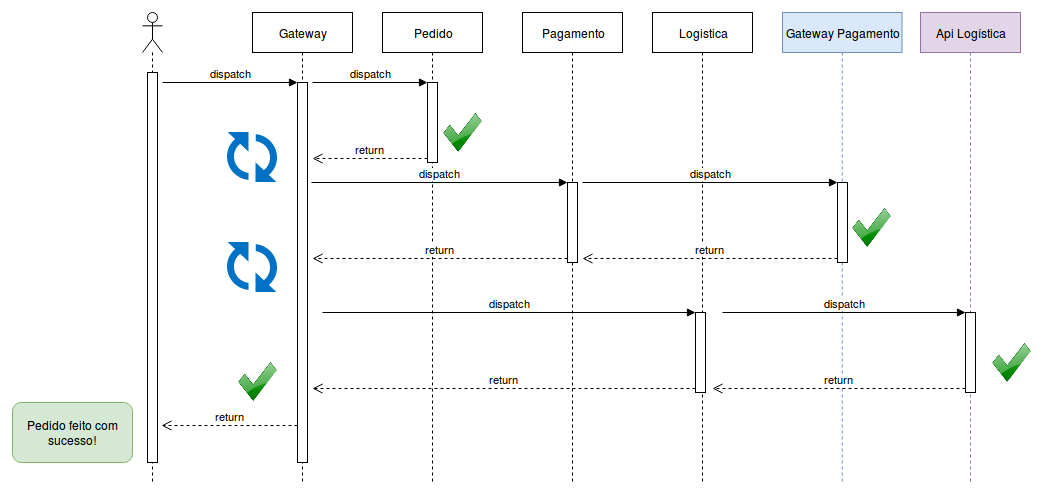 Gateway
Pedido
Pagamento
Logistica
Gateway Pagamento
Api Logística
dispatch
dispatch
return
dispatch
dispatch
return
return
dispatch
dispatch
return
return
return
Pedido feito com
sucesso!